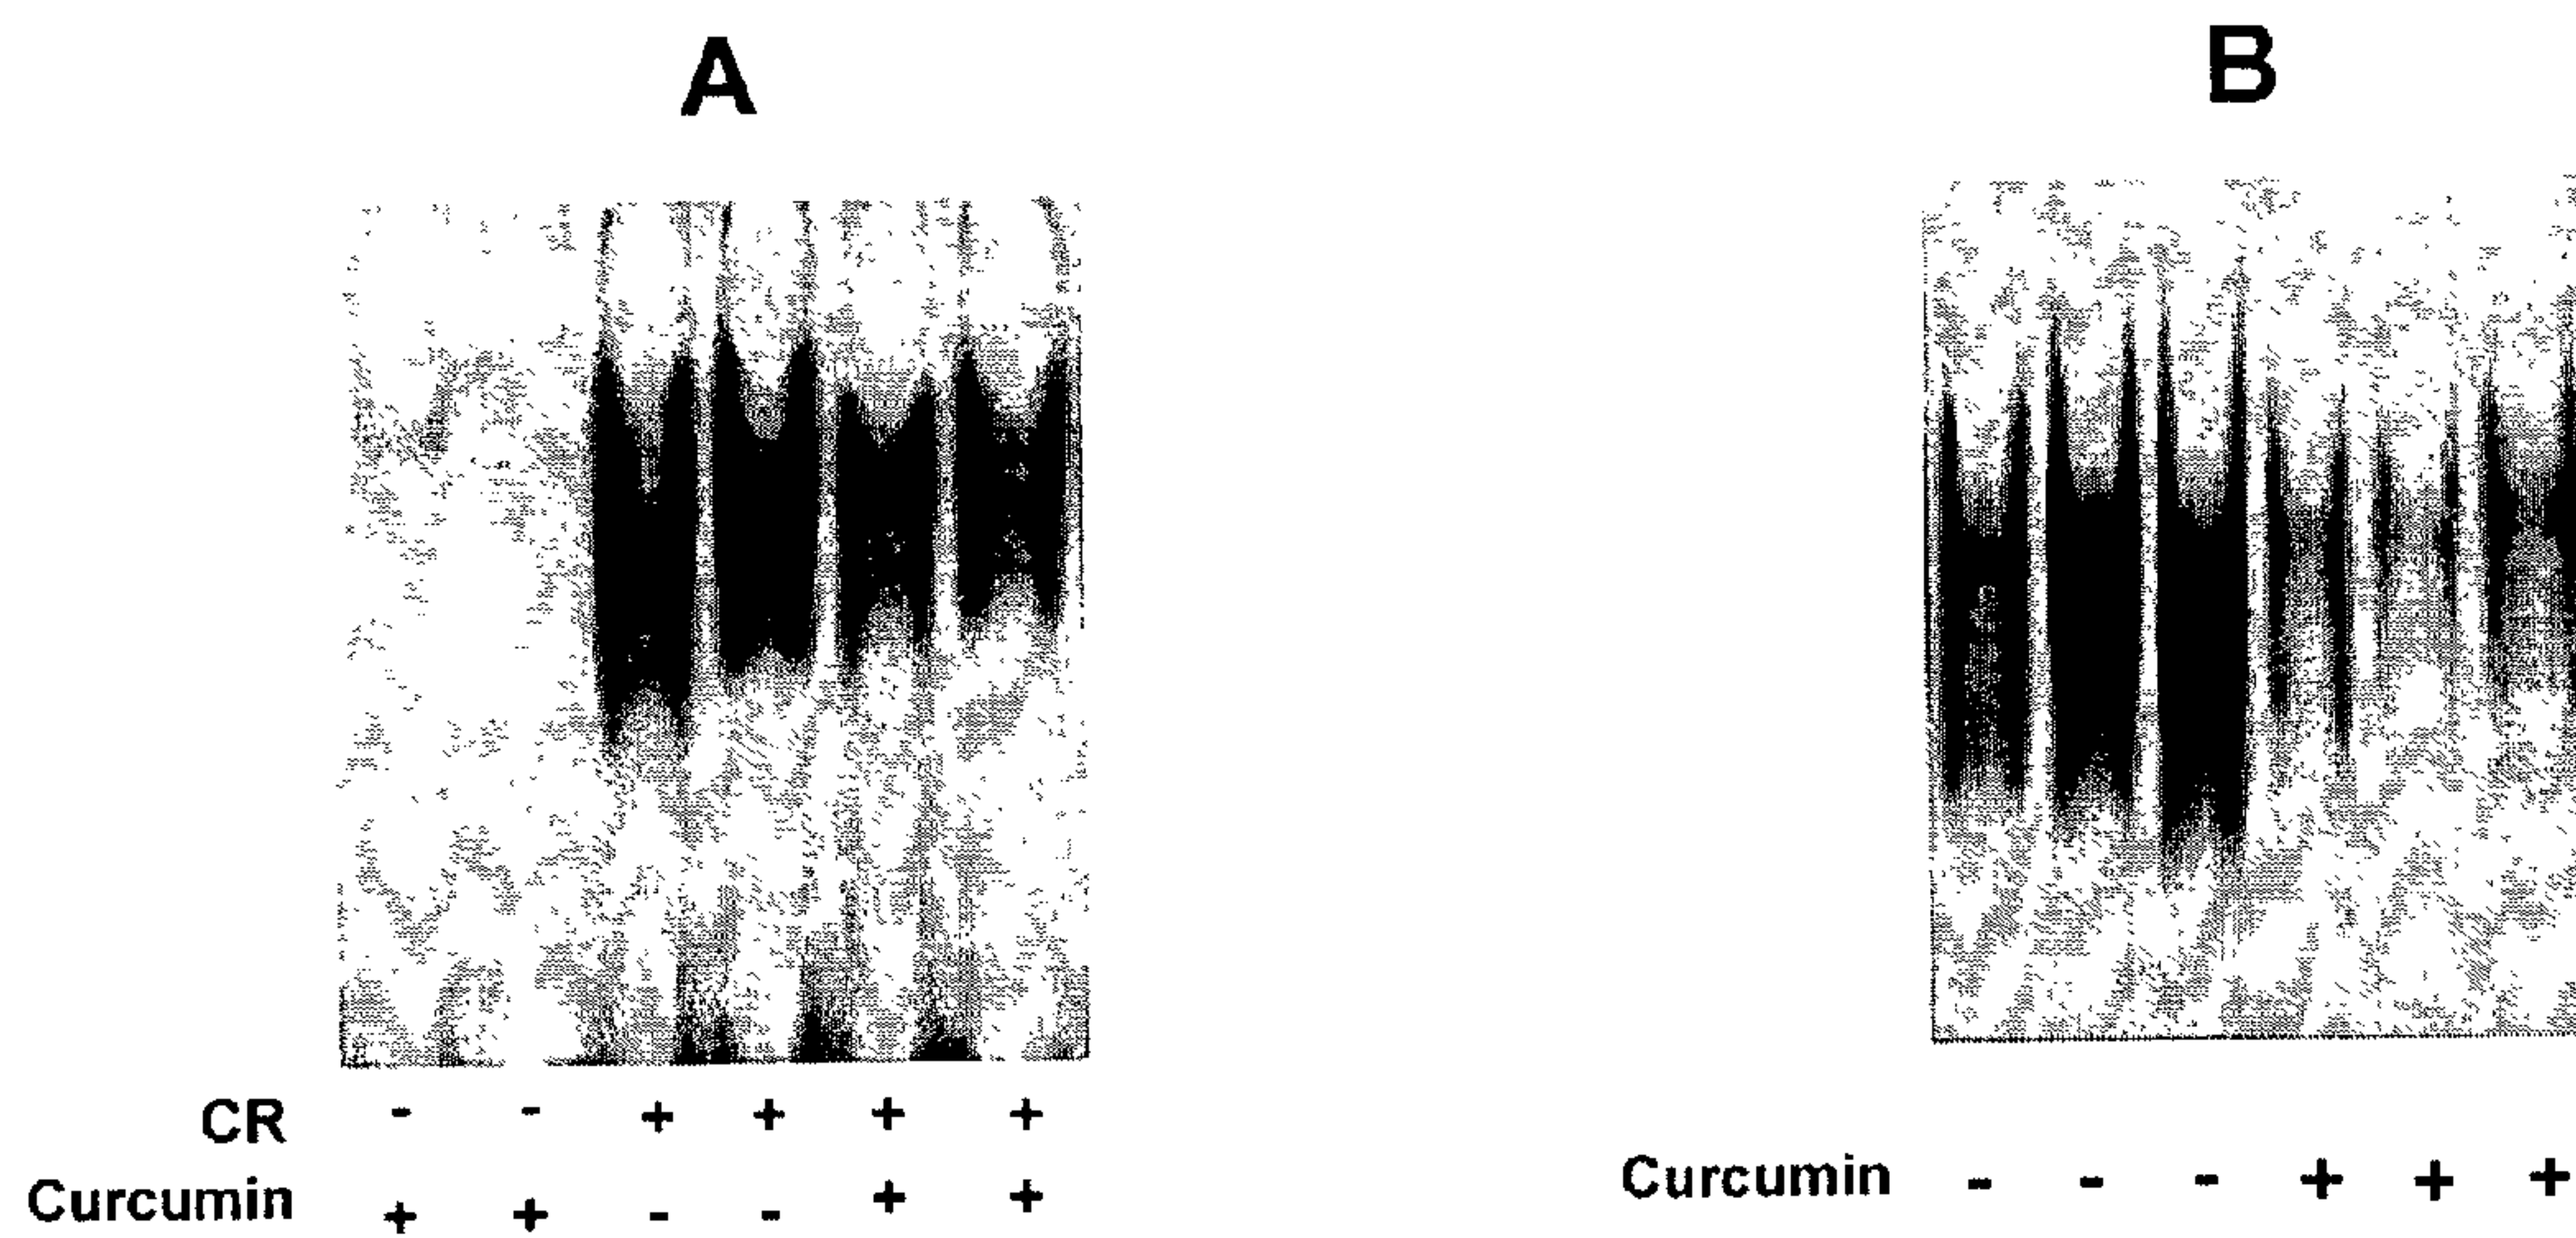 A
B
CR - - + + + +
Curcumin + + - - + +
Curcumin - - - + + +